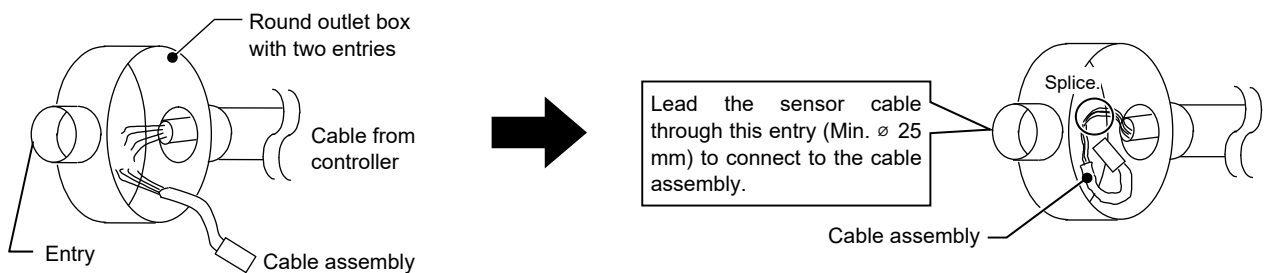 Round outlet box
with two entries
Cable from
controller
Entry
Cable assembly
Lead the sensor cable
through this entry (Min. ⌀ 25
mm) to connect to the cable
assembly.
Splice.
Cable assembly